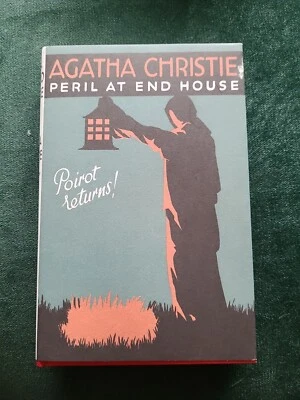 AGATHA CHRISTIE
PERIL AT END HOUSE
Poirot
returns!